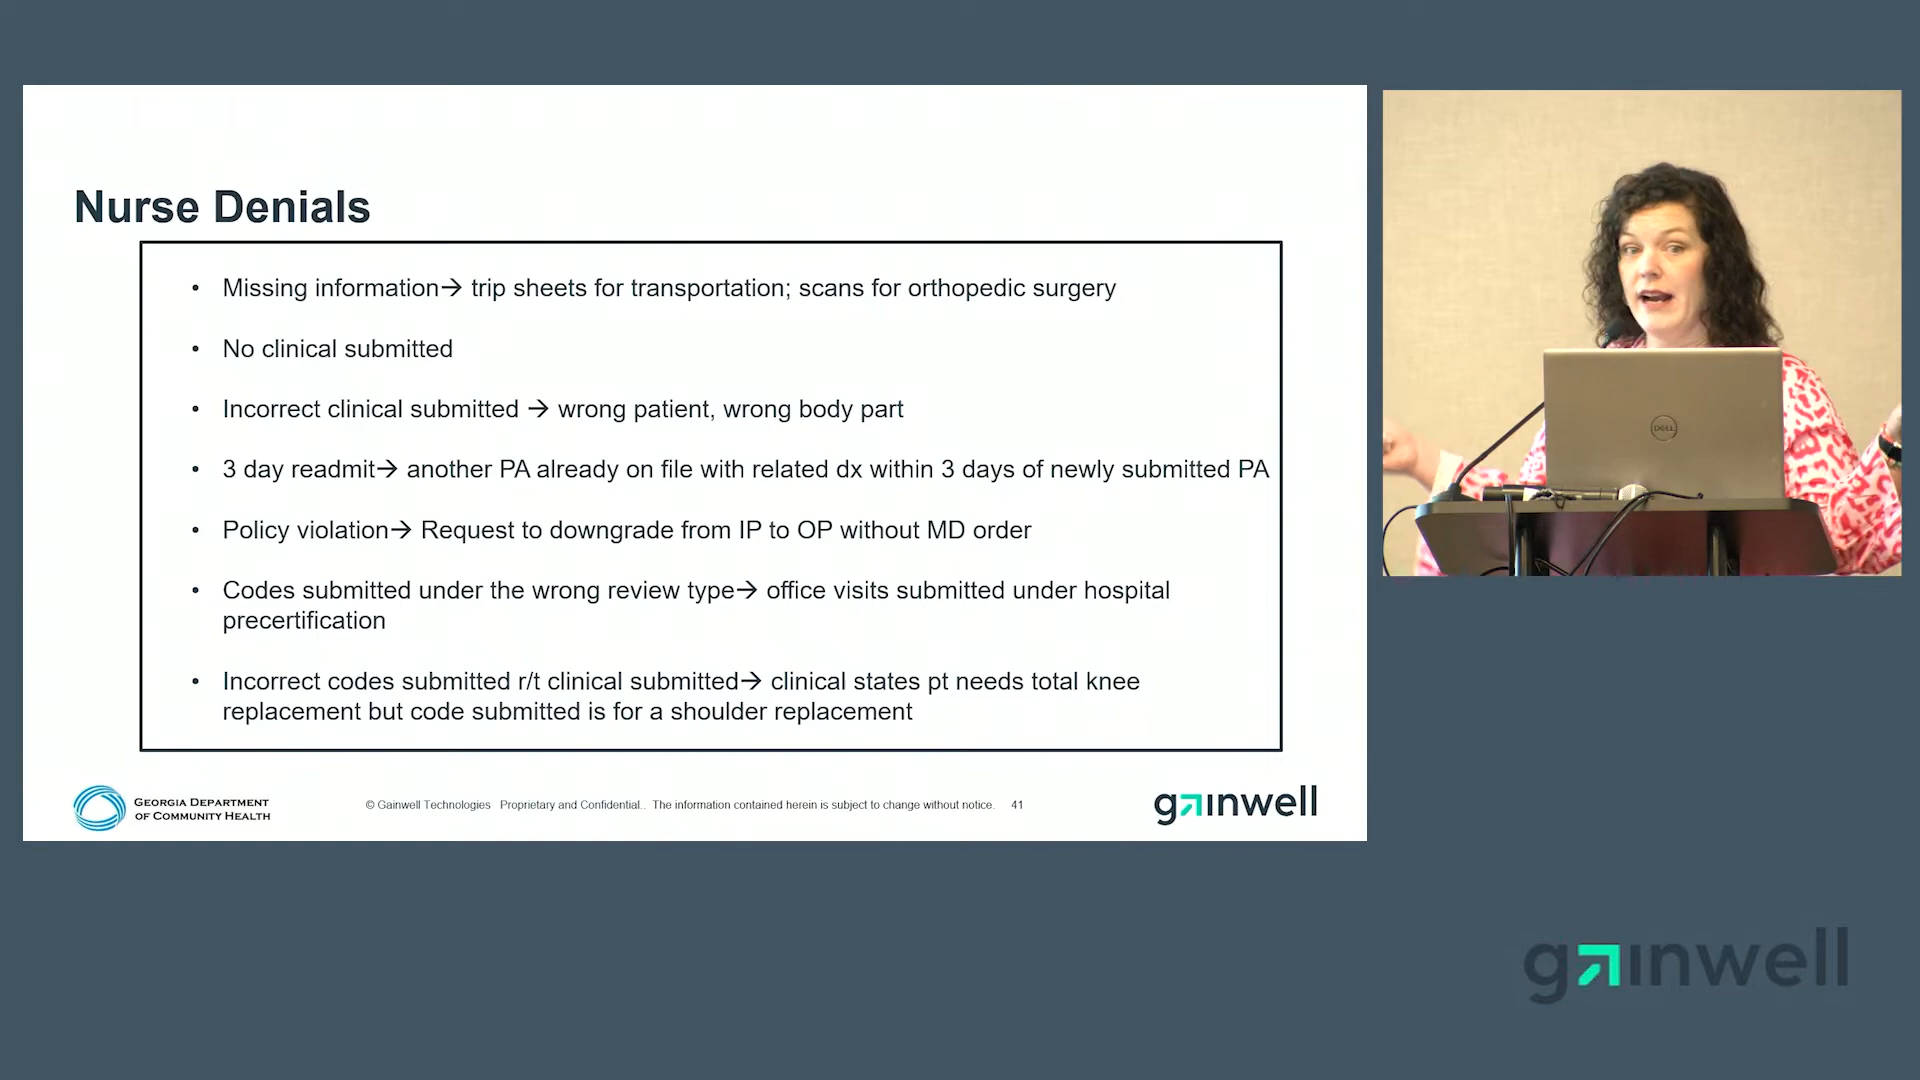 Nurse Denials
• Missing information→ trip sheets for transportation; scans for orthopedic surgery
• No clinical submitted
• Incorrect clinical submitted → wrong patient, wrong body part
• 3 day readmit→ another PA already on file with related dx within 3 days of newly submitted PA
• Policy violation→ Request to downgrade from IP to OP without MD order
• Codes submitted under the wrong review type→ office visits submitted under hospital
precertification
• Incorrect codes submitted r/t clinical submitted→ clinical states pt needs total knee
replacement but code submitted is for a shoulder replacement
GEORGIA DEPARTMENT
OF COMMUNITY HEALTH
© Gainwell Technologies Proprietary and Confidential.. The information contained herein is subject to change without notice. 41
gainwell
DELL
gainwell